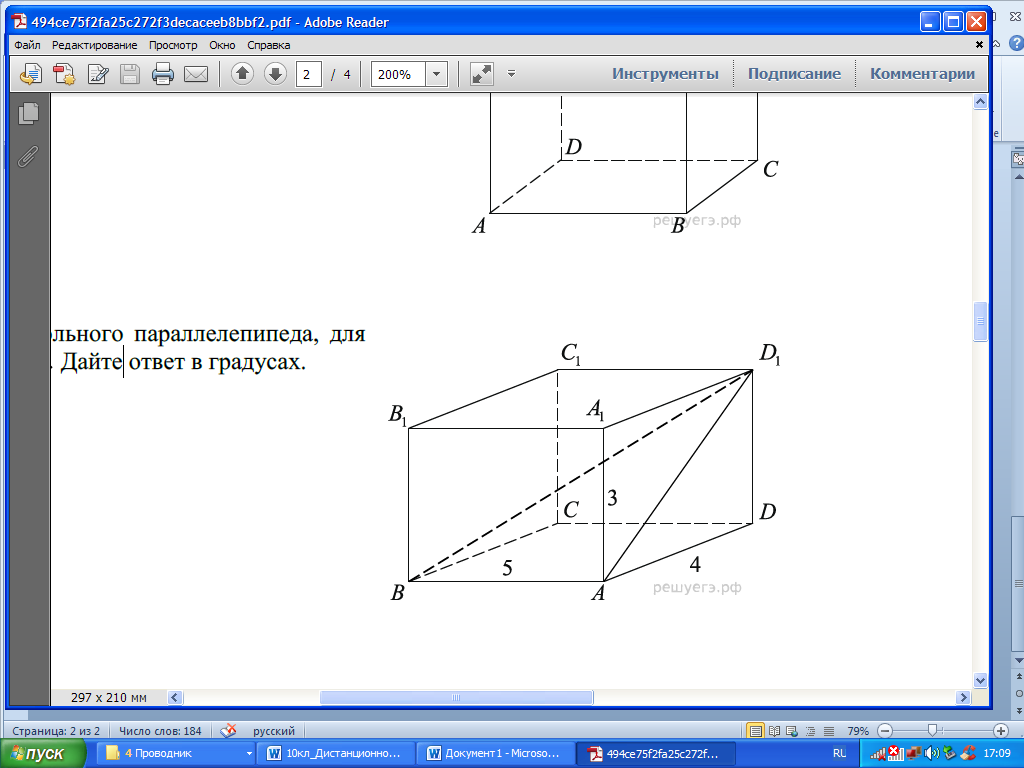 494ce75f2fa25c272f3decaceeb8bbf2.pdf - Adobe Reader
Файл Редактирование Просмотр Окно Справка
2 / 4 200% Инструменты Подписание Комментарии
D
C
A
B
решуегэ.рф
ольного параллелепипеда, для
. Дайте ответ в градусах.
C1 D1
B1 A1
3
C D
5 4
B A
решуегэ.рф
297 x 210 мм
Страница: 2 из 2 Число слов: 184 русский 79%
пуск 4 Проводник 10кл_Дистанционно... Документ1 - Microso... 494ce75f2fa25c272f... RU 17:09